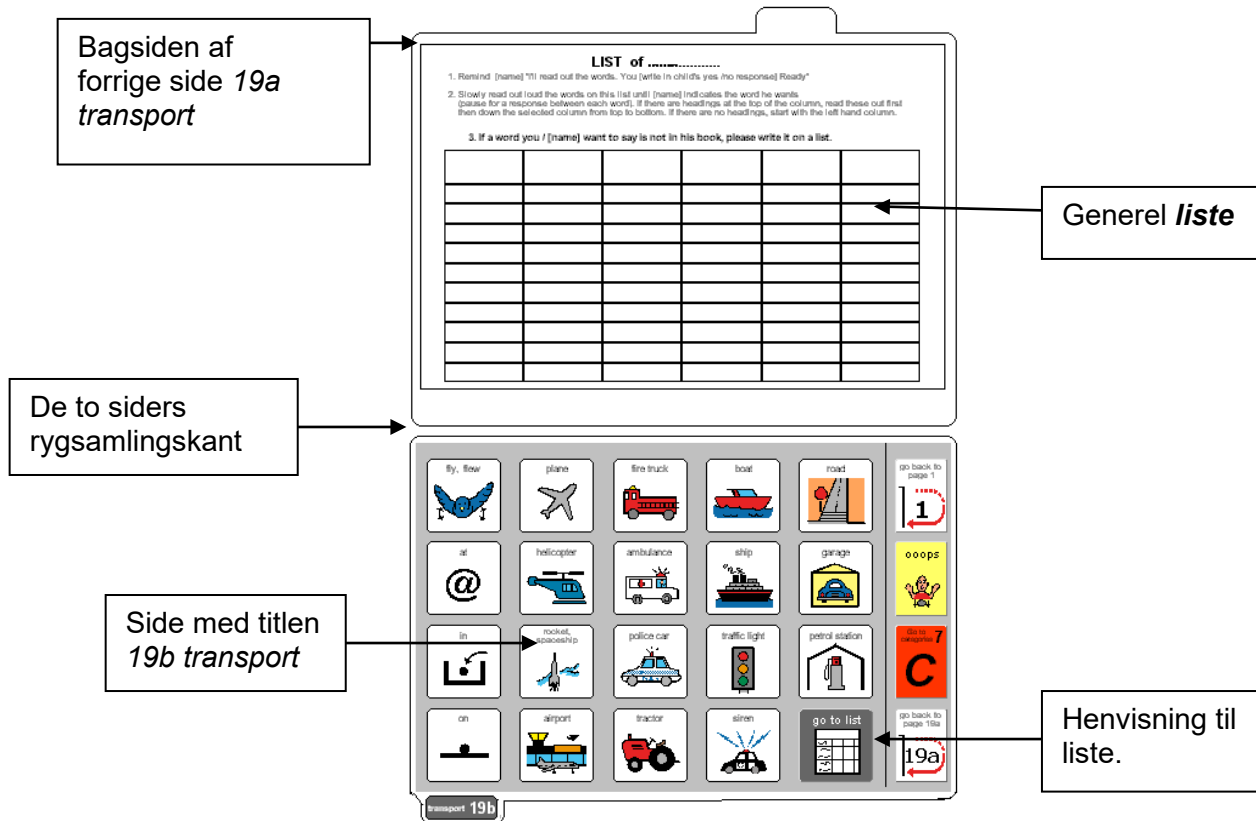 Bagsiden af
forrige side 19a
transport
LIST of ....................
1. Remind [name] "I'll read out the words. You [write in child's yes /no response] Ready"
2. Slowly read out loud the words on this list until [name] indicates the word he wants
(pause for a response between each word). If there are headings at the top of the column, read these out first
then down the selected column from top to bottom. If there are no headings, start with the left hand column.
3. If a word you / [name] want to say is not in his book, please write it on a list.
Generel liste
De to siders
rygsamlingskant
fly, flew
plane
fire truck
boat
road
go back to
page 1
1
at
@
helicopter
ambulance
ship
garage
ooops
Side med titlen
19b transport
in
rocket,
spaceship
police car
traffic light
petrol station
Go to
categories 7
C
on
airport
tractor
siren
go to list
go back to
page 19a
19a
Henvisning til
liste.
transport 19b